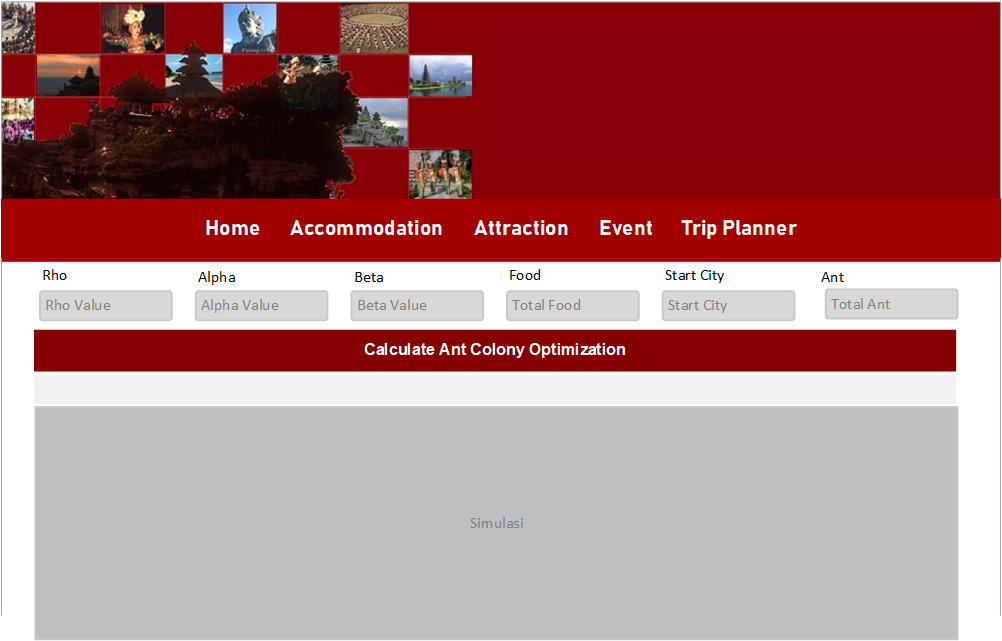 Home Accommodation Attraction Event Trip Planner
Rho Alpha Beta Food Start City Ant
Rho Value Alpha Value Beta Value Total Food Start City Total Ant
Calculate Ant Colony Optimization
Simulasi